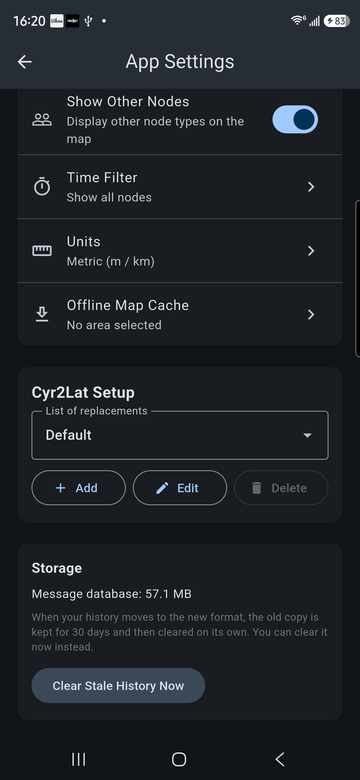 16:20
83
App Settings
Show Other Nodes
Display other node types on the
map
Time Filter
Show all nodes
Units
Metric (m / km)
Offline Map Cache
No area selected
Cyr2Lat Setup
List of replacements
Default
Add
Edit
Delete
Storage
Message database: 57.1 MB
When your history moves to the new format, the old copy is
kept for 30 days and then cleared on its own. You can clear it
now instead.
Clear Stale History Now